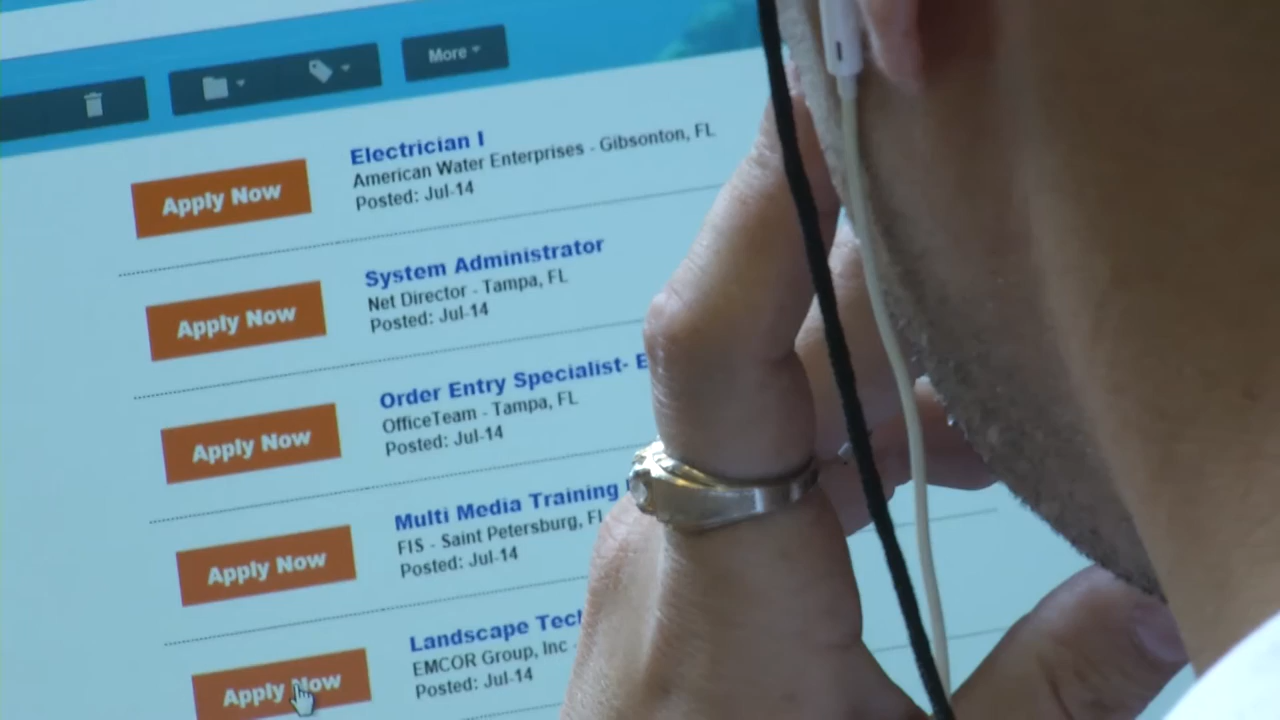 More
Apply Now
Electrician I
American Water Enterprises - Gibsonton, FL
Posted: Jul-14
Apply Now
System Administrator
Net Director - Tampa, FL
Posted: Jul-14
Apply Now
Order Entry Specialist-
OfficeTeam - Tampa, FL
Posted: Jul-14
Apply Now
Multi Media Training
FIS - Saint Petersburg, Fl
Posted: Jul-14
Apply Now
Landscape Tec
EMCOR Group, Inc -
Posted: Jul-14